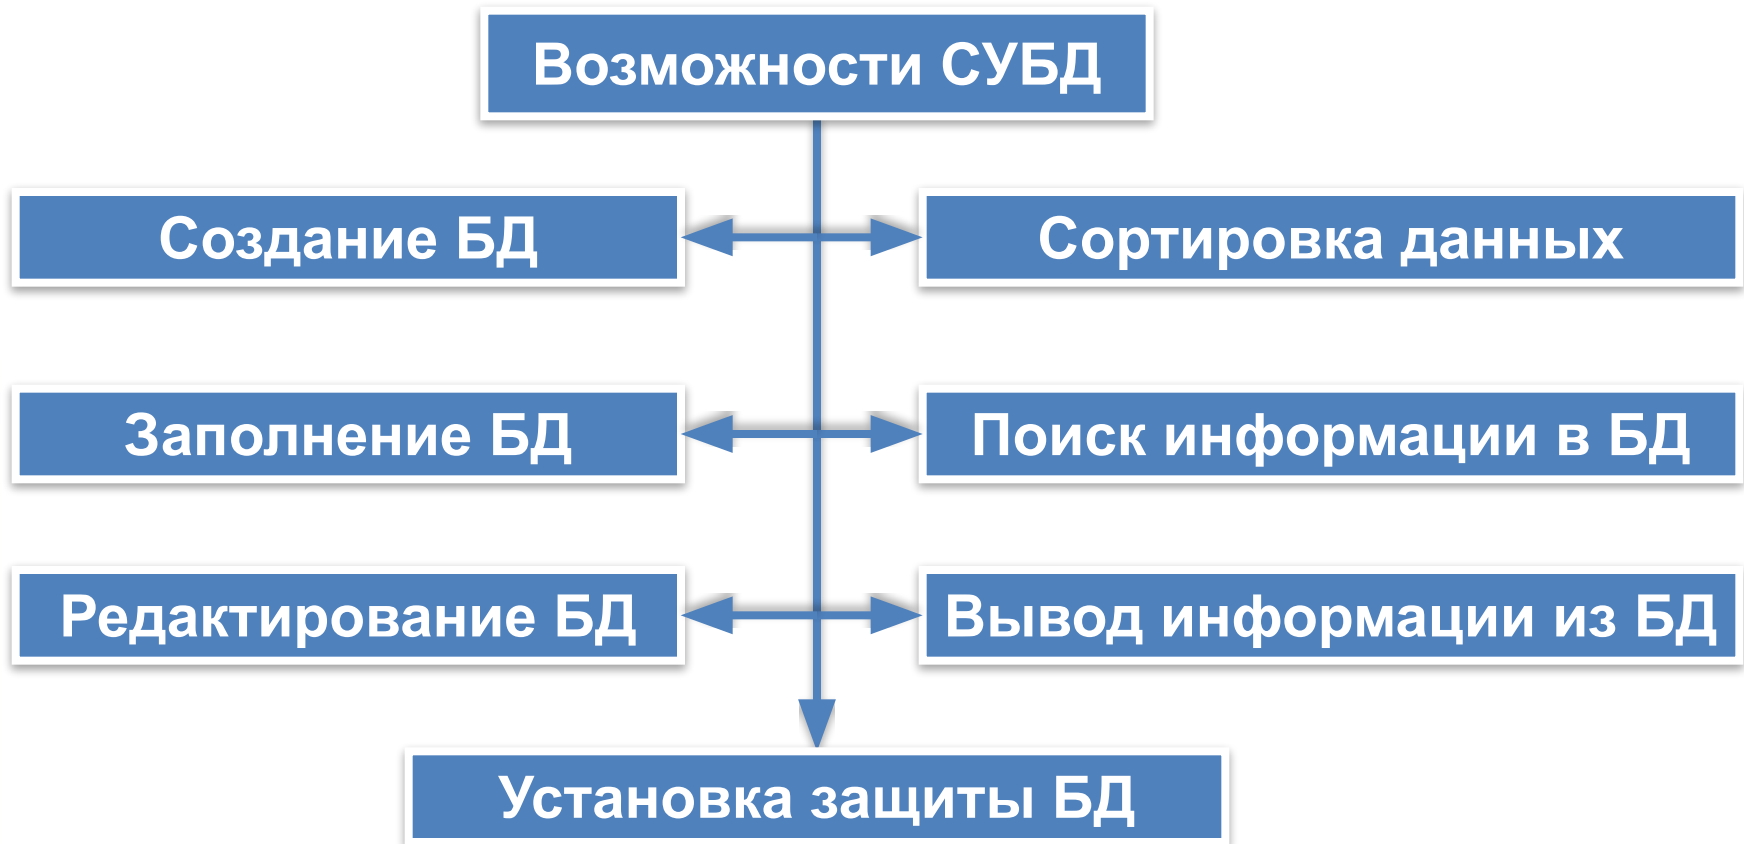 Возможности СУБД
Создание БД
Сортировка данных
Заполнение БД
Поиск информации в БД
Редактирование БД
Вывод информации из БД
Установка защиты БД